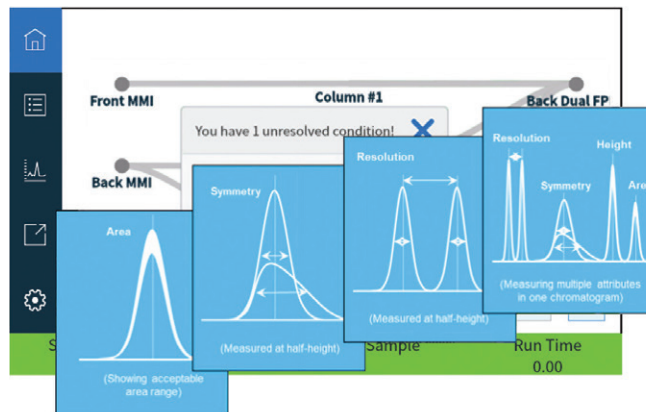 Front MMI
Column #1
Back Dual FP
You have 1 unresolved condition!
Back MMI
Area
(Showing acceptable
area range)
Symmetry
(Measured at half-height)
Resolution
(Measured at half-height)
Resolution
Height
Symmetry
(Measuring multiple attributes
in one chromatogram)
Sample
Run Time
0.00